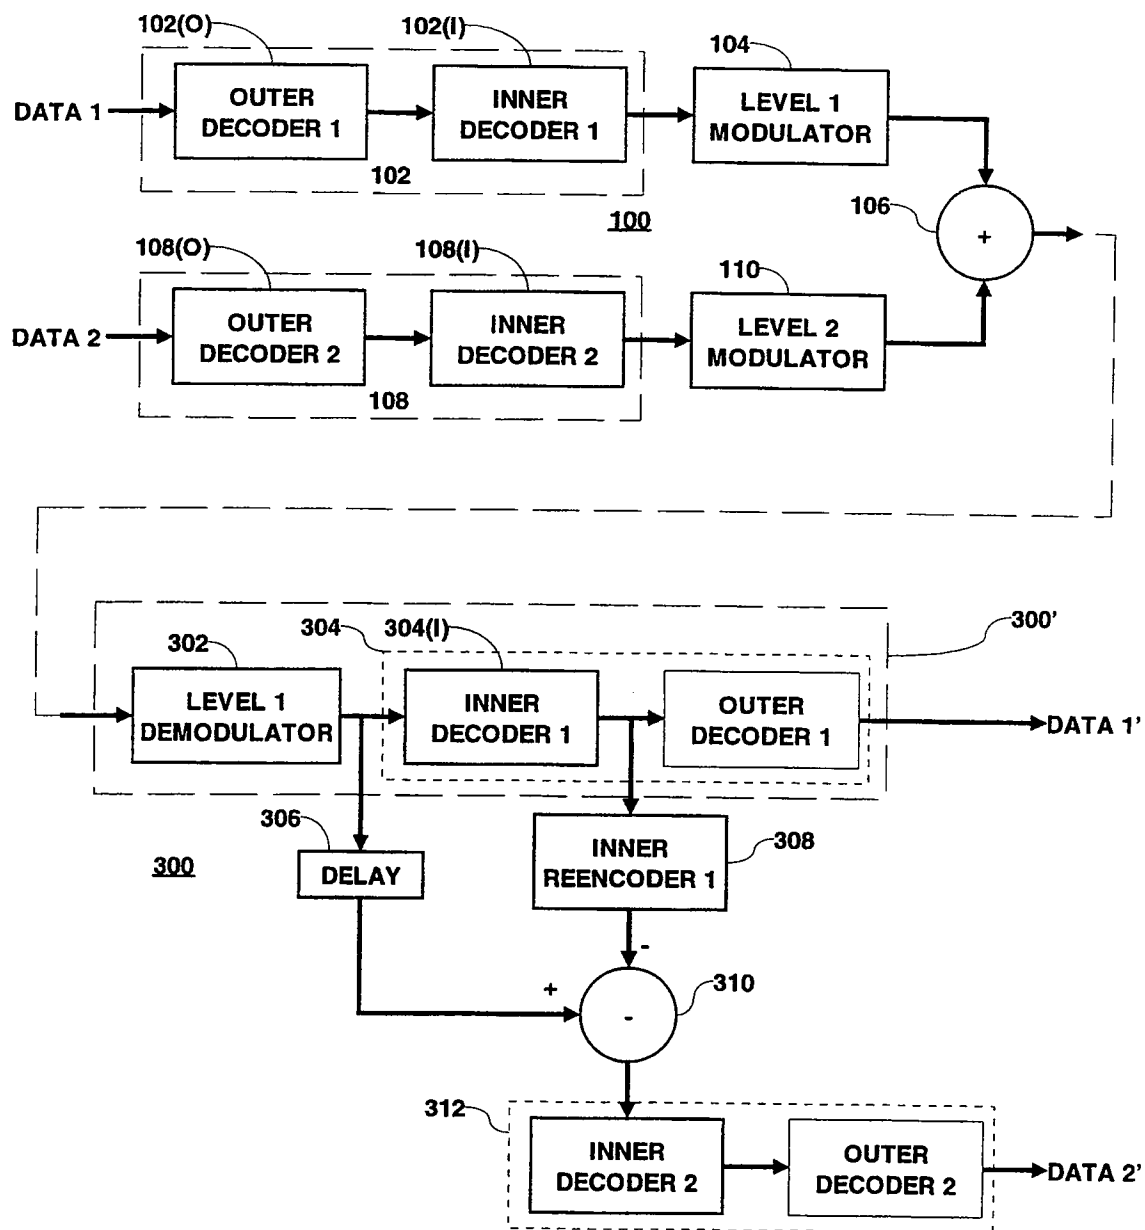 102(O)
102(I)
104
DATA 1
OUTER
DECODER 1
INNER
DECODER 1
LEVEL 1
MODULATOR
102
100
106
+
108(O)
108(I)
110
DATA 2
OUTER
DECODER 2
INNER
DECODER 2
LEVEL 2
MODULATOR
108
302
304
304(I)
300'
LEVEL 1
DEMODULATOR
INNER
DECODER 1
OUTER
DECODER 1
DATA 1'
306
300
DELAY
INNER
REENCODER 1
308
-
+
-
310
312
INNER
DECODER 2
OUTER
DECODER 2
DATA 2'